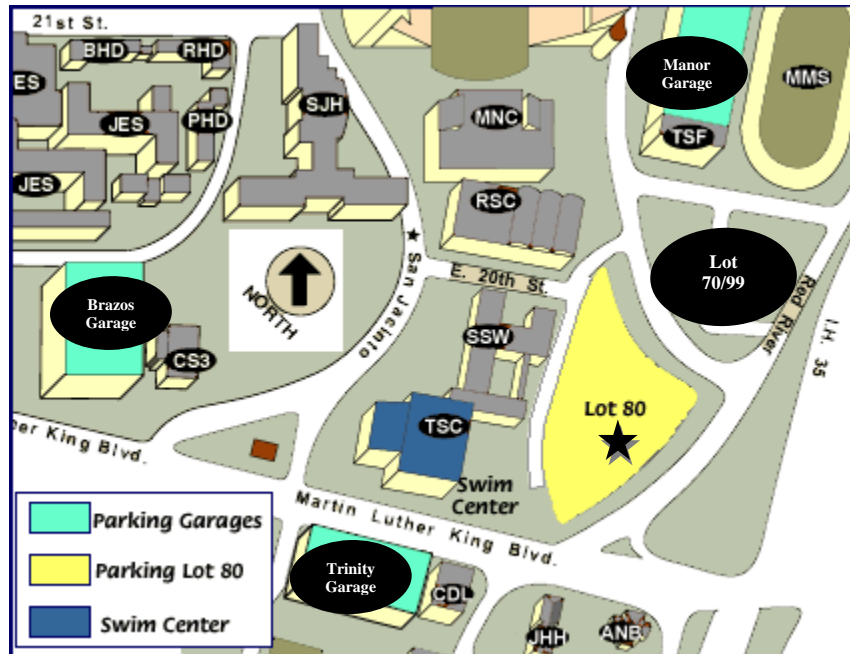 21st St.
BHD
RHD
ES
JES
PHD
SJH
MNC
Manor
Garage
MMS
TSF
JES
RSC
San Jacinto
E. 20th St.
Lot
70/99
Red River
I.H. 35
NORTH
Brazos
Garage
CS3
SSW
Lot 80
TSC
her King Blvd.
Swim
Center
Martin Luther King Blvd.
Parking Garages
Parking Lot 80
Swim Center
Trinity
Garage
CDL
JHH
ANB